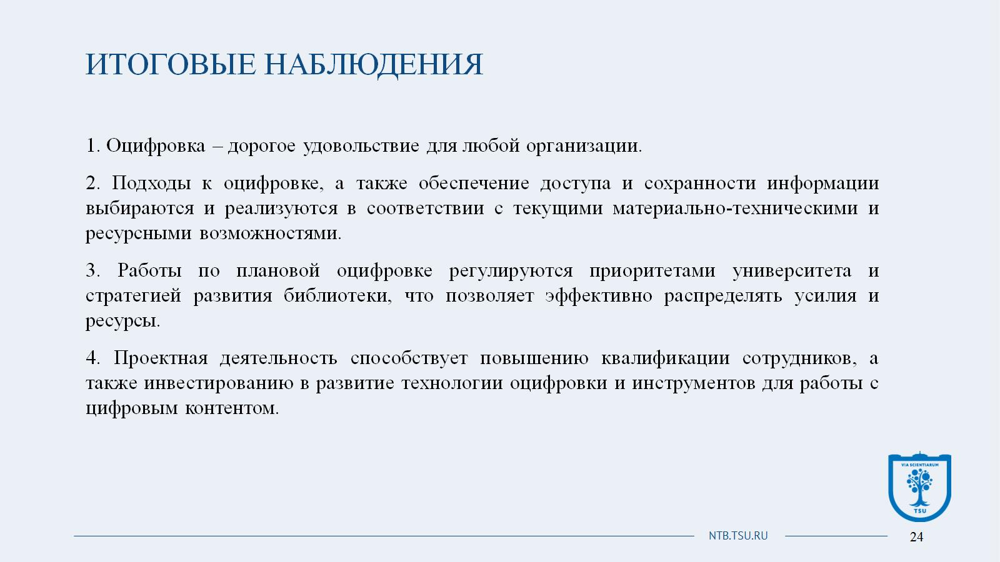 ИТОГОВЫЕ НАБЛЮДЕНИЯ
1. Оцифровка – дорогое удовольствие для любой организации.
2. Подходы к оцифровке, а также обеспечение доступа и сохранности информации
выбираются и реализуются в соответствии с текущими материально-техническими и
ресурсными возможностями.
3. Работы по плановой оцифровке регулируются приоритетами университета и
стратегией развития библиотеки, что позволяет эффективно распределять усилия и
ресурсы.
4. Проектная деятельность способствует повышению квалификации сотрудников, а
также инвестированию в развитие технологии оцифровки и инструментов для работы с
цифровым контентом.
VIA SCIENTIARUM
TSU
NTB.TSU.RU
24